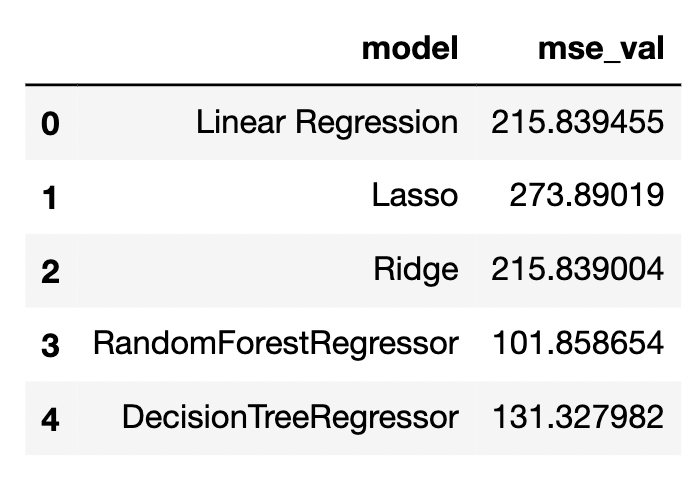 model mse_val
0 Linear Regression 215.839455
1 Lasso 273.89019
2 Ridge 215.839004
3 RandomForestRegressor 101.858654
4 DecisionTreeRegressor 131.327982